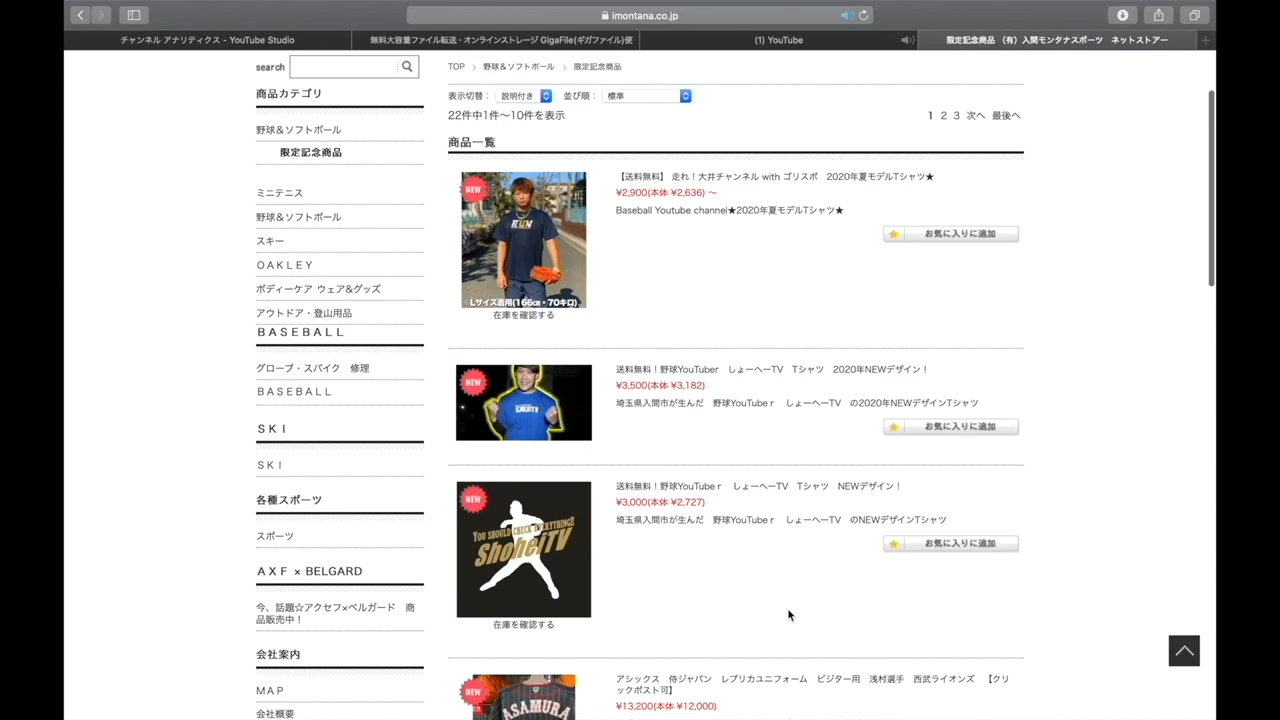 imontana.co.jp
チャンネル アナリティクス - YouTube Studio
無料大容量ファイル転送・オンラインストレージ GigaFile(ギガファイル)便
(1) YouTube
限定記念商品 （有）入間モンタナスポーツ ネットストアー
search
TOP > 野球＆ソフトボール > 限定記念商品
商品カテゴリ
表示切替： 説明付き 並び順： 標準
22件中1件〜10件を表示
1 2 3 次へ 最後へ
野球＆ソフトボール
限定記念商品
商品一覧
NEW
【送料無料】 走れ！大井チャンネル with ゴリスポ 2020年夏モデルTシャツ★
¥2,900(本体 ¥2,636) 〜
Baseball Youtube channel★2020年夏モデルTシャツ★
お気に入りに追加
RUN
Lサイズ着用(166㎝・70キロ)
在庫を確認する
ミニテニス
野球＆ソフトボール
スキー
ＯＡＫＬＥＹ
ボディーケア ウェア&グッズ
アウトドア・登山用品
ＢＡＳＥＢＡＬＬ
グローブ・スパイク 修理
ＢＡＳＥＢＡＬＬ
ＳＫＩ
ＳＫＩ
各種スポーツ
スポーツ
ＡＸＦ × BELGARD
今、話題☆アクセフ×ベルガード 商
品販売中！
会社案内
ＭＡＰ
会社概要
NEW
送料無料！野球YouTuber しょーへーTV Tシャツ 2020年NEWデザイン！
¥3,500(本体 ¥3,182)
埼玉県入間市が生んだ 野球YouTubeｒ しょーへーTV の2020年NEWデザインTシャツ
お気に入りに追加
NEW
YOU SHOULD CHECK EVERYTHING!!
ShoheiTV
送料無料！野球YouTubeｒ しょーへーTV Tシャツ NEWデザイン！
¥3,000(本体 ¥2,727)
埼玉県入間市が生んだ 野球YouTubeｒ しょーへーTV のNEWデザインTシャツ
お気に入りに追加
在庫を確認する
NEW
ASAMURA
アシックス 侍ジャパン レプリカユニフォーム ビジター用 浅村選手 西武ライオンズ 【クリ
ックポスト可】
¥13,200(本体 ¥12,000)